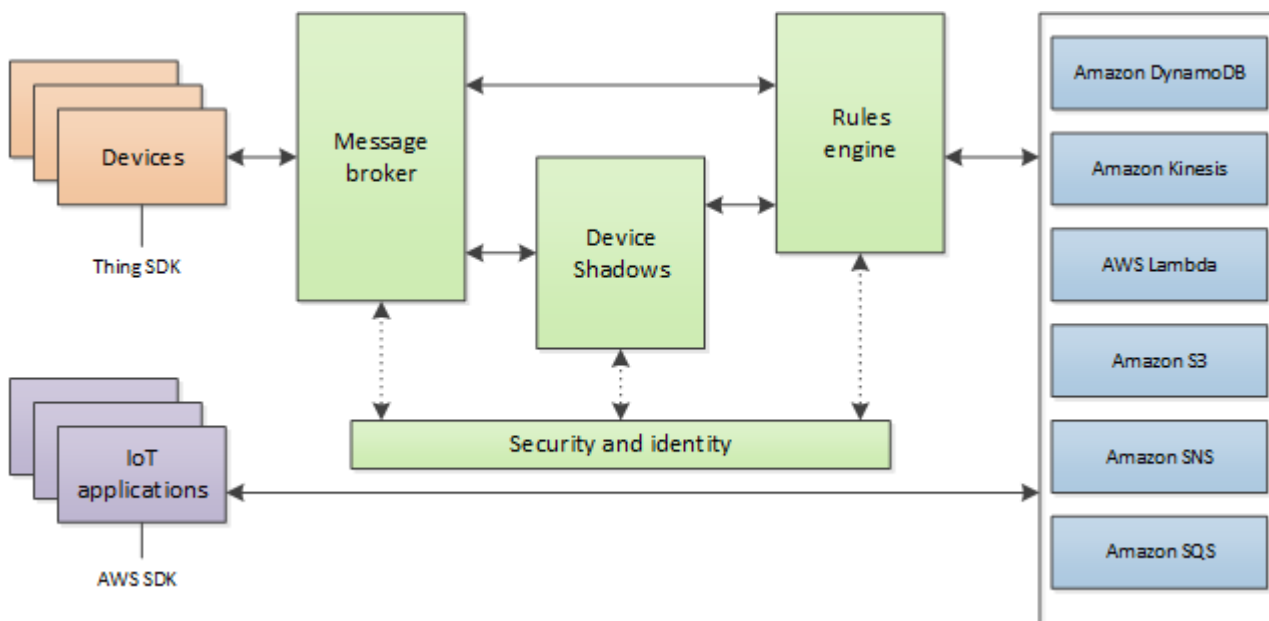 Devices
Thing SDK
Message
broker
Device
Shadows
Rules
engine
Security and identity
IoT
applications
AWS SDK
Amazon DynamoDB
Amazon Kinesis
AWS Lambda
Amazon S3
Amazon SNS
Amazon SQS